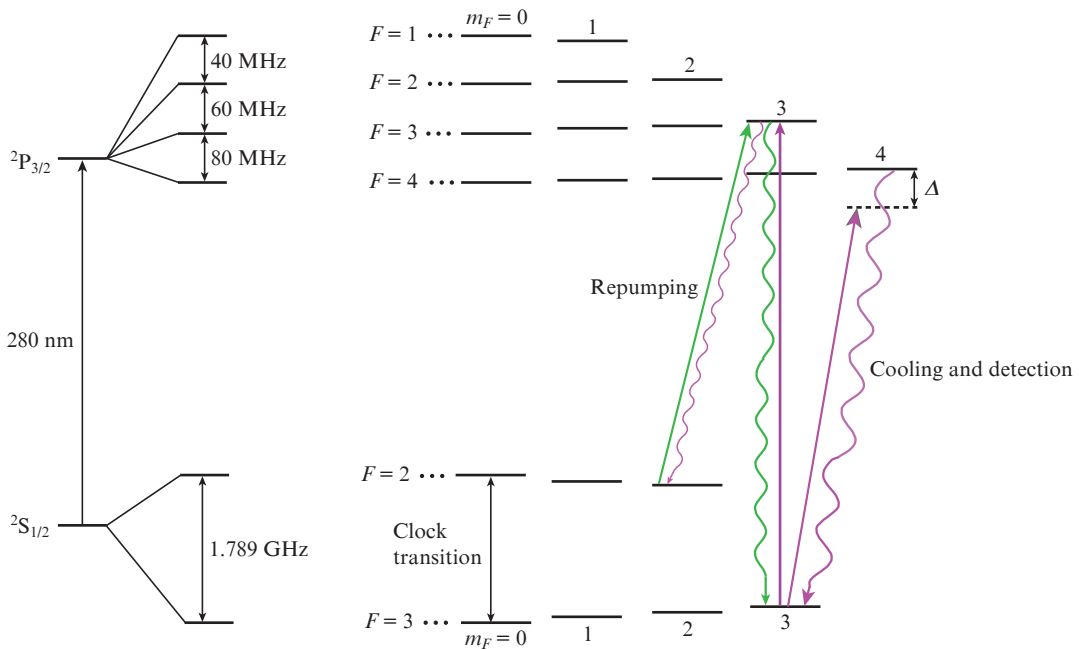 m_F = 0
F = 1 •••
1
40 MHz
F = 2 •••
2
60 MHz
3
F = 3 •••
²P₃/₂
80 MHz
4
F = 4 •••
Δ
Repumping
280 nm
Cooling and detection
F = 2 •••
²S₁/₂
1.789 GHz
Clock
transition
F = 3 •••
m_F = 0
1
2
3